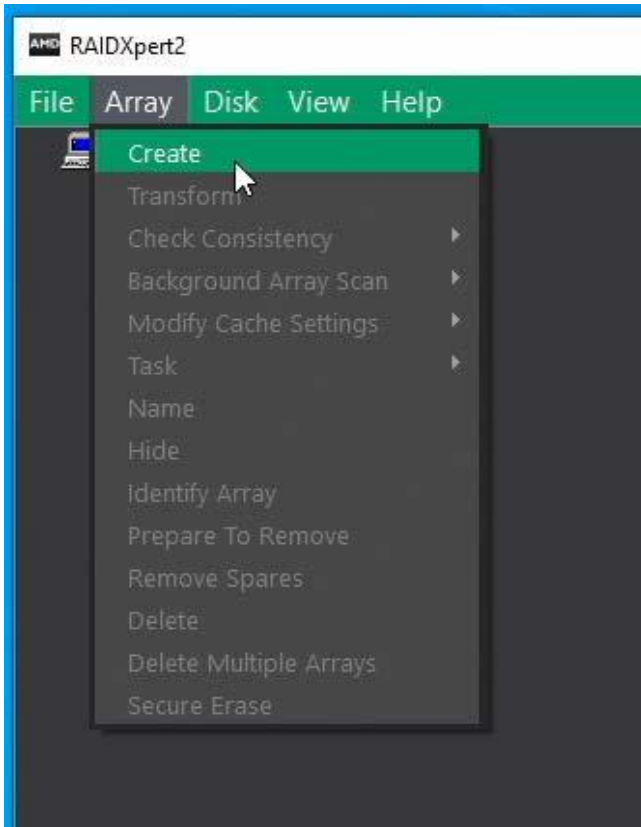 AMD RAIDXpert2
File Array Disk View Help
Create
Transform
Check Consistency
Background Array Scan
Modify Cache Settings
Task
Name
Hide
Identify Array
Prepare To Remove
Remove Spares
Delete
Delete Multiple Arrays
Secure Erase